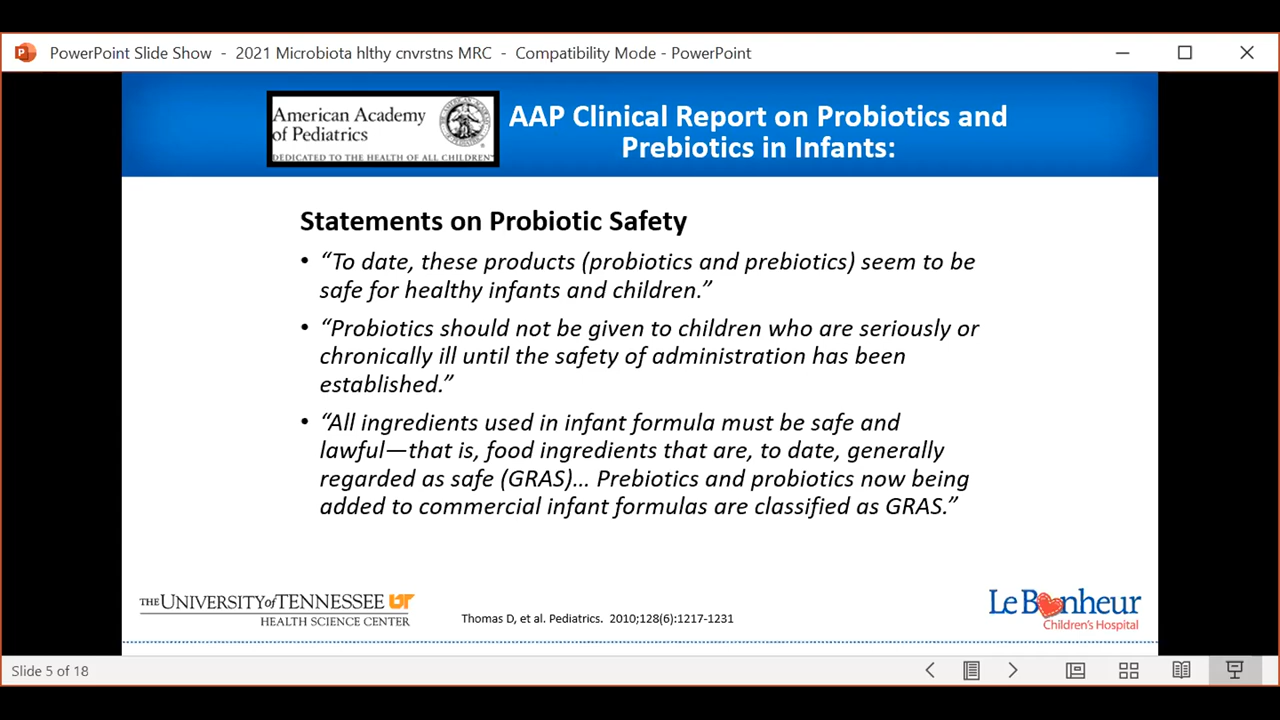 PowerPoint Slide Show - 2021 Microbiota hlthy cnvrstns MRC - Compatibility Mode - PowerPoint
American Academy
of Pediatrics
DEDICATED TO THE HEALTH OF ALL CHILDREN
AAP Clinical Report on Probiotics and
Prebiotics in Infants:
Statements on Probiotic Safety
• “To date, these products (probiotics and prebiotics) seem to be
safe for healthy infants and children.”
• “Probiotics should not be given to children who are seriously or
chronically ill until the safety of administration has been
established.”
• “All ingredients used in infant formula must be safe and
lawful—that is, food ingredients that are, to date, generally
regarded as safe (GRAS)… Prebiotics and probiotics now being
added to commercial infant formulas are classified as GRAS.”
THE UNIVERSITY of TENNESSEE UT
HEALTH SCIENCE CENTER
Thomas D, et al. Pediatrics. 2010;128(6):1217-1231
Le Bonheur
Children's Hospital
Slide 5 of 18